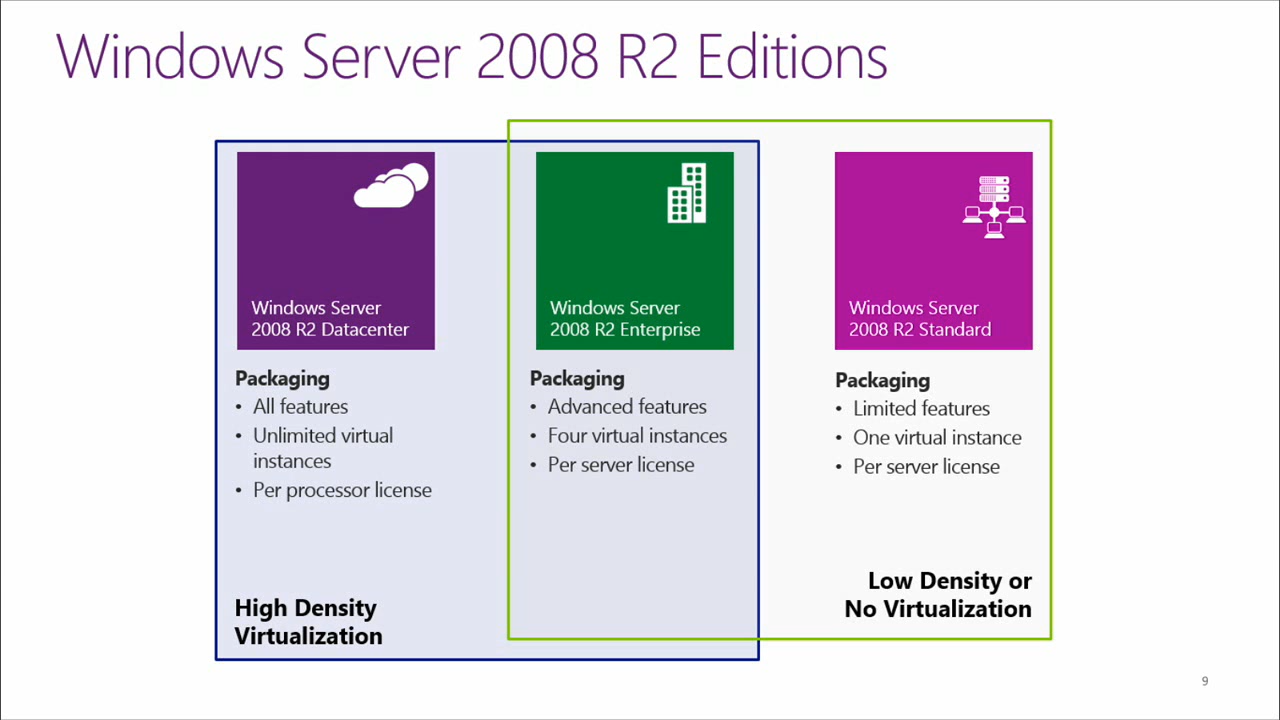 Windows Server 2008 R2 Editions
Windows Server
2008 R2 Datacenter
Packaging
• All features
• Unlimited virtual
instances
• Per processor license
High Density
Virtualization
Windows Server
2008 R2 Enterprise
Packaging
• Advanced features
• Four virtual instances
• Per server license
Windows Server
2008 R2 Standard
Packaging
• Limited features
• One virtual instance
• Per server license
Low Density or
No Virtualization
9